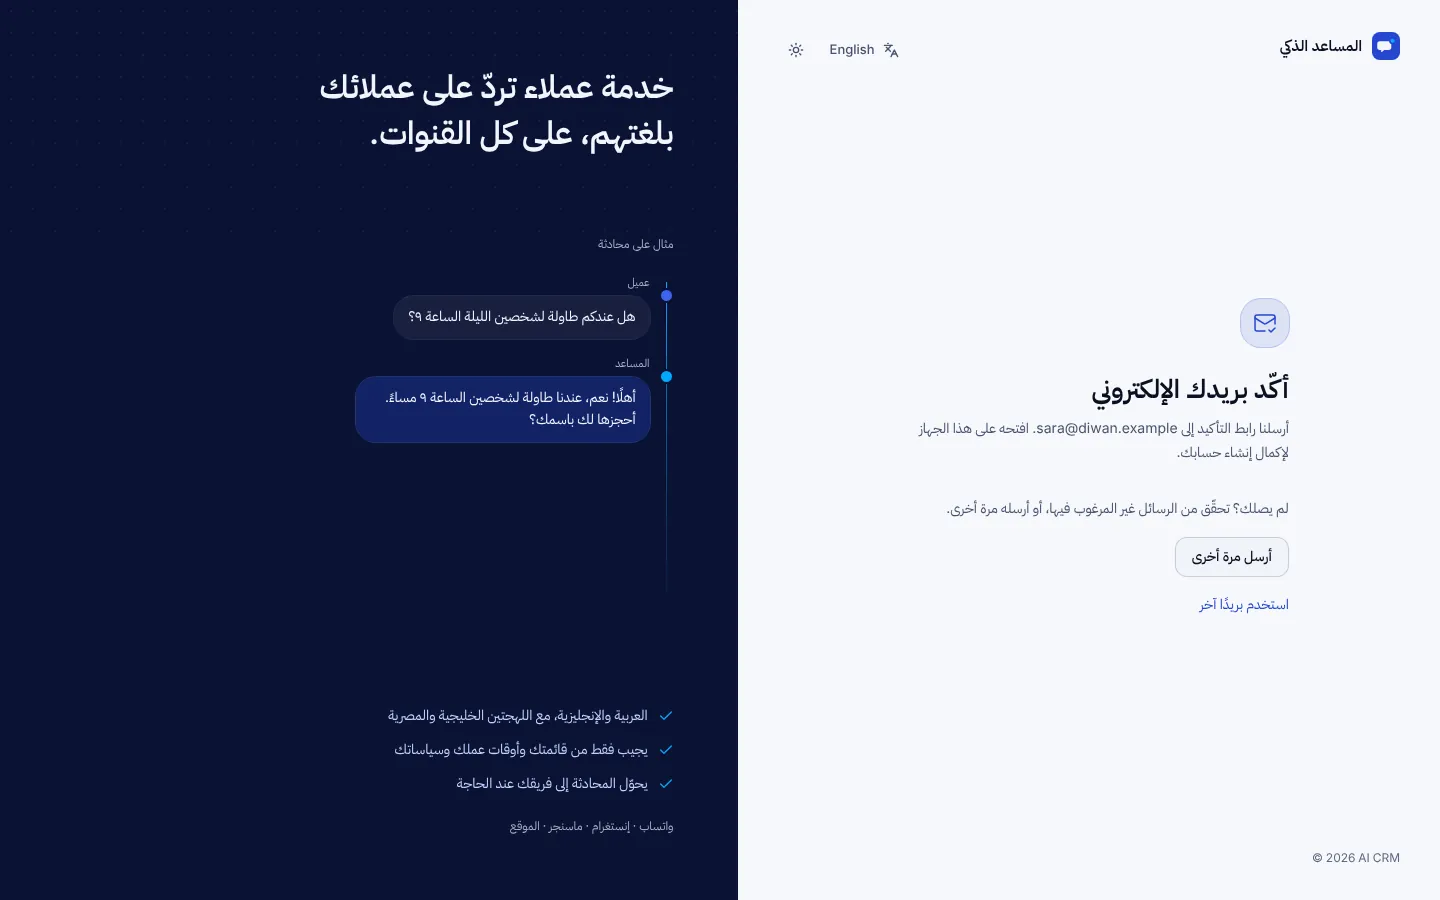 المساعد الذكي
English
أكّد بريدك الإلكتروني
أرسلنا رابط التأكيد إلى sara@diwan.example. افتحه على هذا الجهاز
لإكمال إنشاء حسابك.
لم يصلك؟ تحقّق من الرسائل غير المرغوب فيها، أو أرسله مرة أخرى.
أرسل مرة أخرى
استخدم بريدًا آخر
© 2026 AI CRM
خدمة عملاء تردّ على عملائك
بلغتهم، على كل القنوات.
مثال على محادثة
عميل
هل عندكم طاولة لشخصين الليلة الساعة ٩؟
المساعد
أهلًا! نعم، عندنا طاولة لشخصين الساعة ٩ مساءً.
أحجزها لك باسمك؟
العربية والإنجليزية، مع اللهجتين الخليجية والمصرية
يجيب فقط من قائمتك وأوقات عملك وسياساتك
يحوّل المحادثة إلى فريقك عند الحاجة
واتساب · إنستغرام · ماسنجر · الموقع